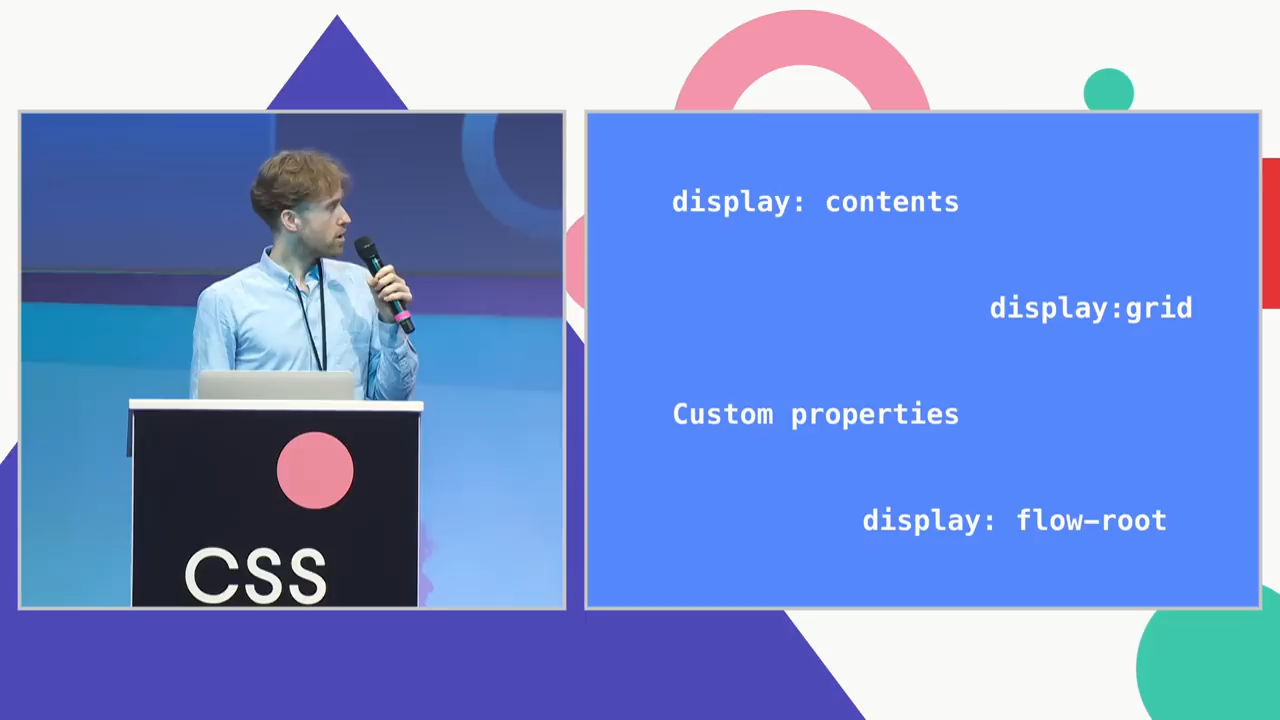 display: contents
display:grid
Custom properties
display: flow-root
CSS